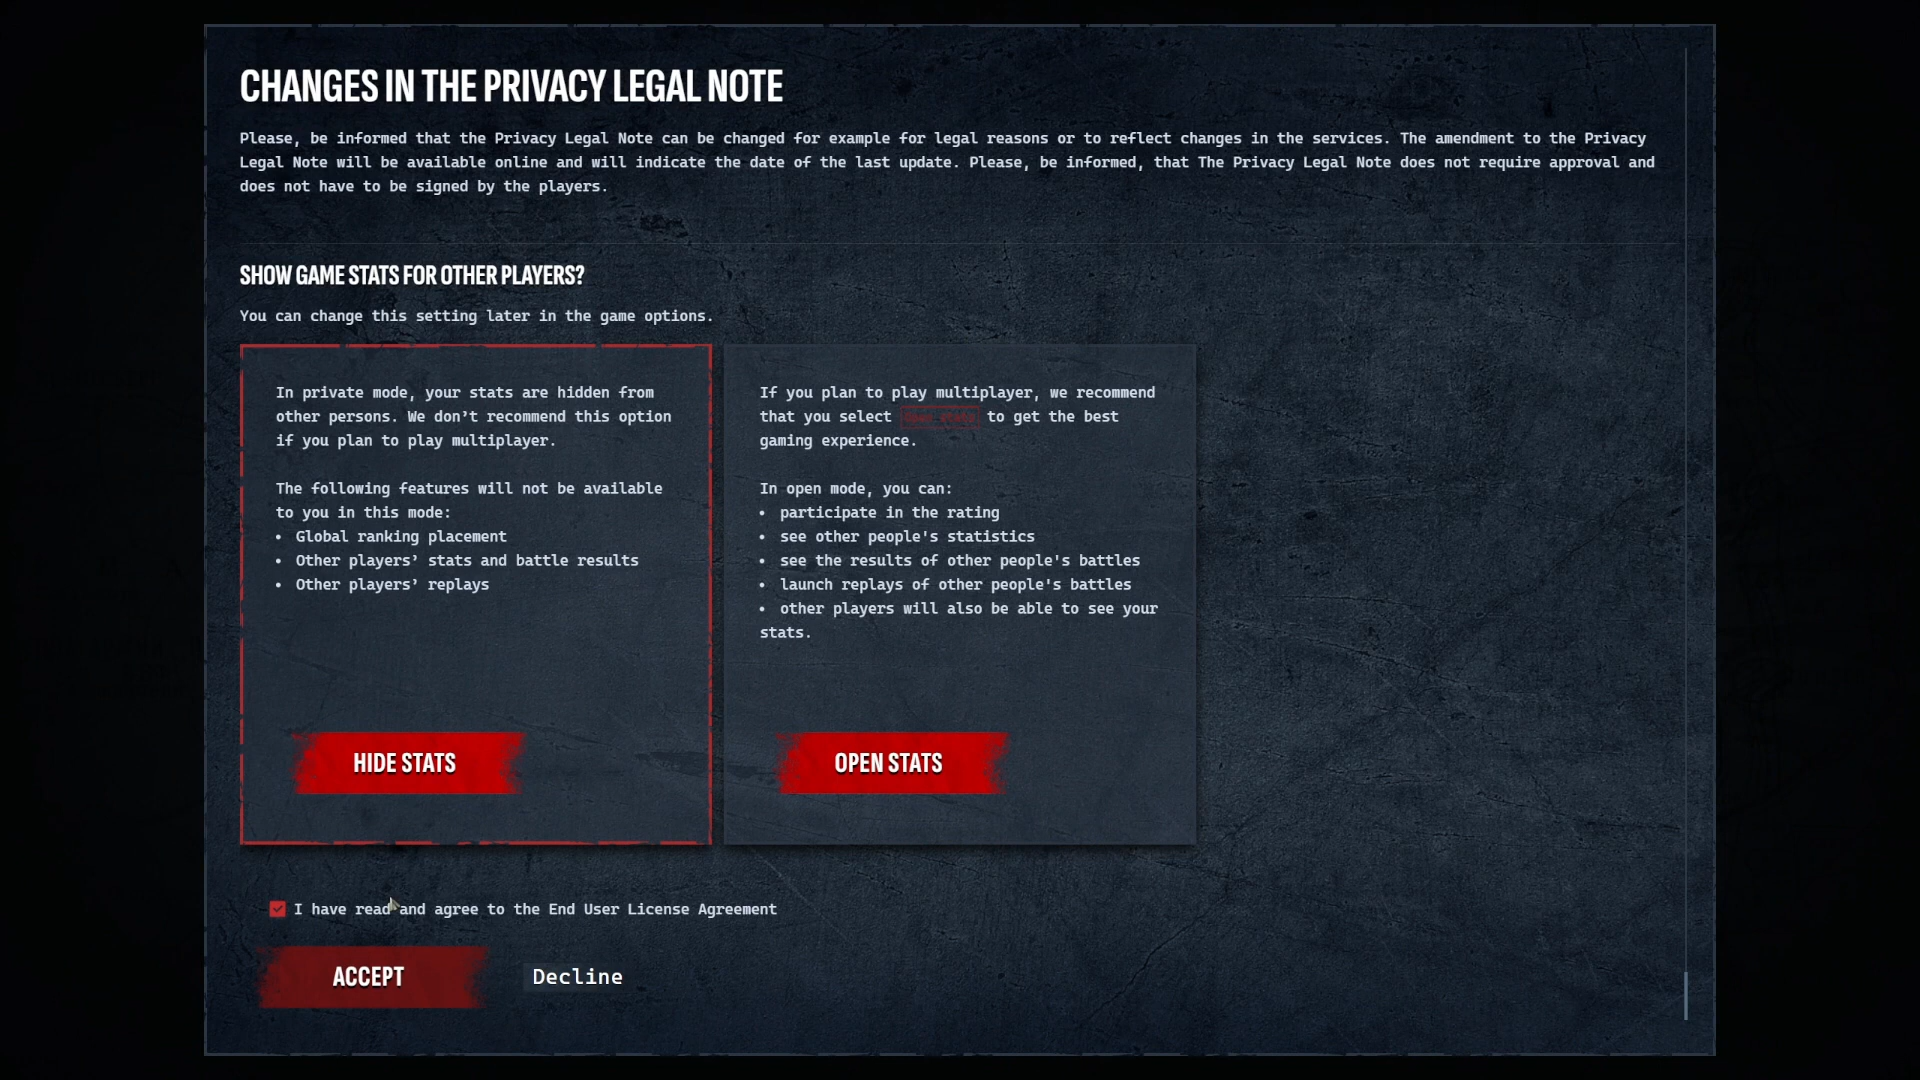 CHANGES IN THE PRIVACY LEGAL NOTE
Please, be informed that the Privacy Legal Note can be changed for example for legal reasons or to reflect changes in the services. The amendment to the Privacy
Legal Note will be available online and will indicate the date of the last update. Please, be informed, that The Privacy Legal Note does not require approval and
does not have to be signed by the players.
SHOW GAME STATS FOR OTHER PLAYERS?
You can change this setting later in the game options.
In private mode, your stats are hidden from
other persons. We don’t recommend this option
if you plan to play multiplayer.
The following features will not be available
to you in this mode:
• Global ranking placement
• Other players’ stats and battle results
• Other players’ replays
HIDE STATS
If you plan to play multiplayer, we recommend
that you select to get the best
gaming experience.
In open mode, you can:
• participate in the rating
• see other people's statistics
• see the results of other people's battles
• launch replays of other people's battles
• other players will also be able to see your
stats.
OPEN STATS
I have read and agree to the End User License Agreement
ACCEPT
Decline